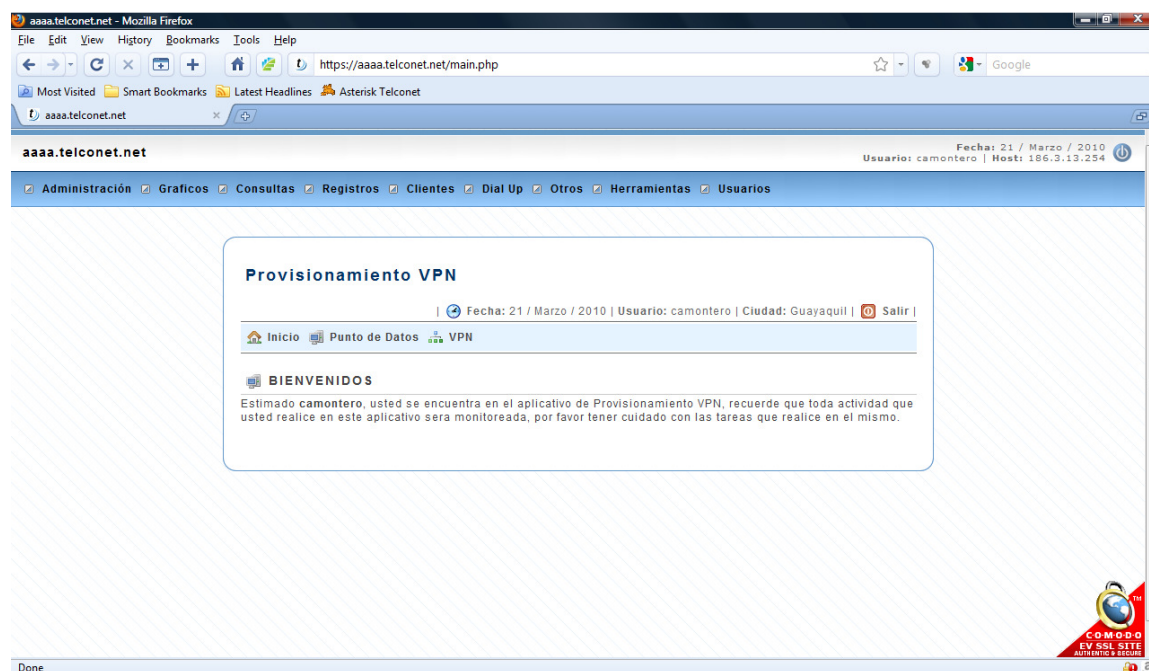 aaaa.telconet.net - Mozilla Firefox
File Edit View History Bookmarks Tools Help
https://aaaa.telconet.net/main.php
Google
Most Visited Smart Bookmarks Latest Headlines Asterisk Telconet
aaaa.telconet.net
aaaa.telconet.net
Fecha: 21 / Marzo / 2010
Usuario: camontero | Host: 186.3.13.254
Administración Graficos Consultas Registros Clientes Dial Up Otros Herramientas Usuarios
Provisionamiento VPN
| Fecha: 21 / Marzo / 2010 | Usuario: camontero | Ciudad: Guayaquil | Salir |
Inicio Punto de Datos VPN
BIENVENIDOS
Estimado camontero, usted se encuentra en el aplicativo de Provisionamiento VPN, recuerde que toda actividad que
usted realice en este aplicativo sera monitoreada, por favor tener cuidado con las tareas que realice en el mismo.
TM
C·O·M·O·D·O
EV SSL SITE
AUTHENTIC & SECURE
Done